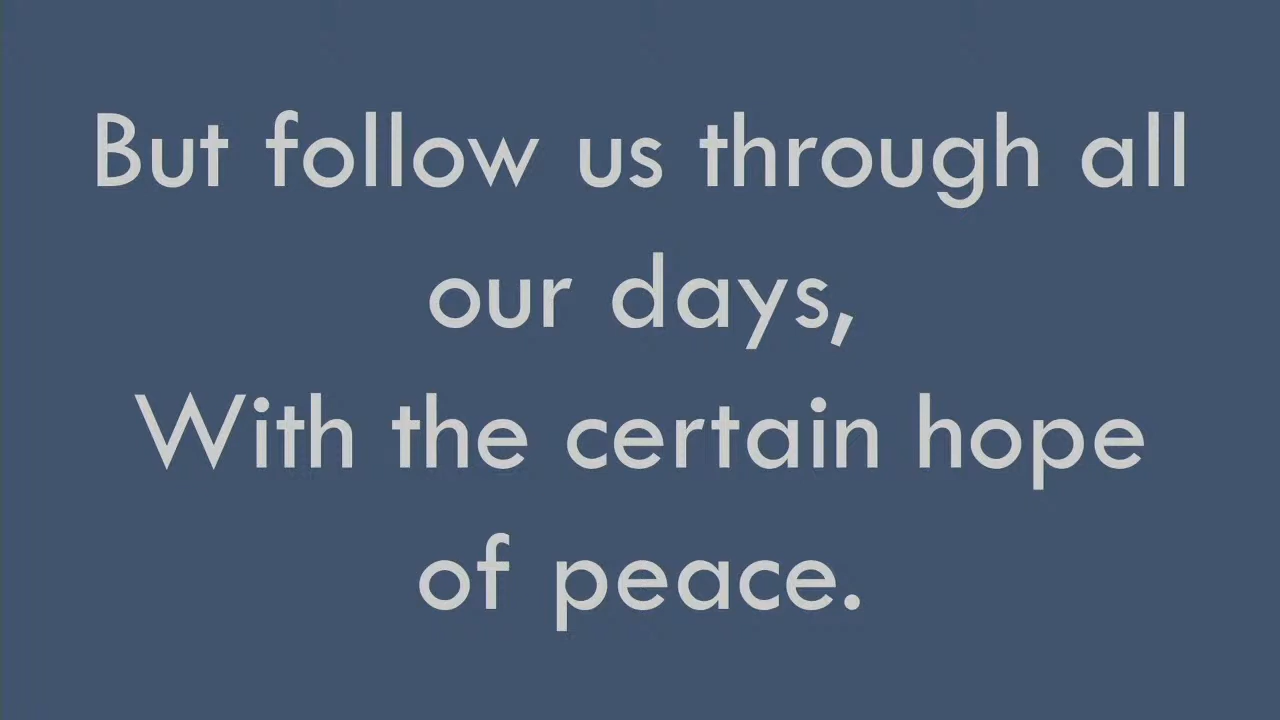 But follow us through all
our days,
With the certain hope
of peace.